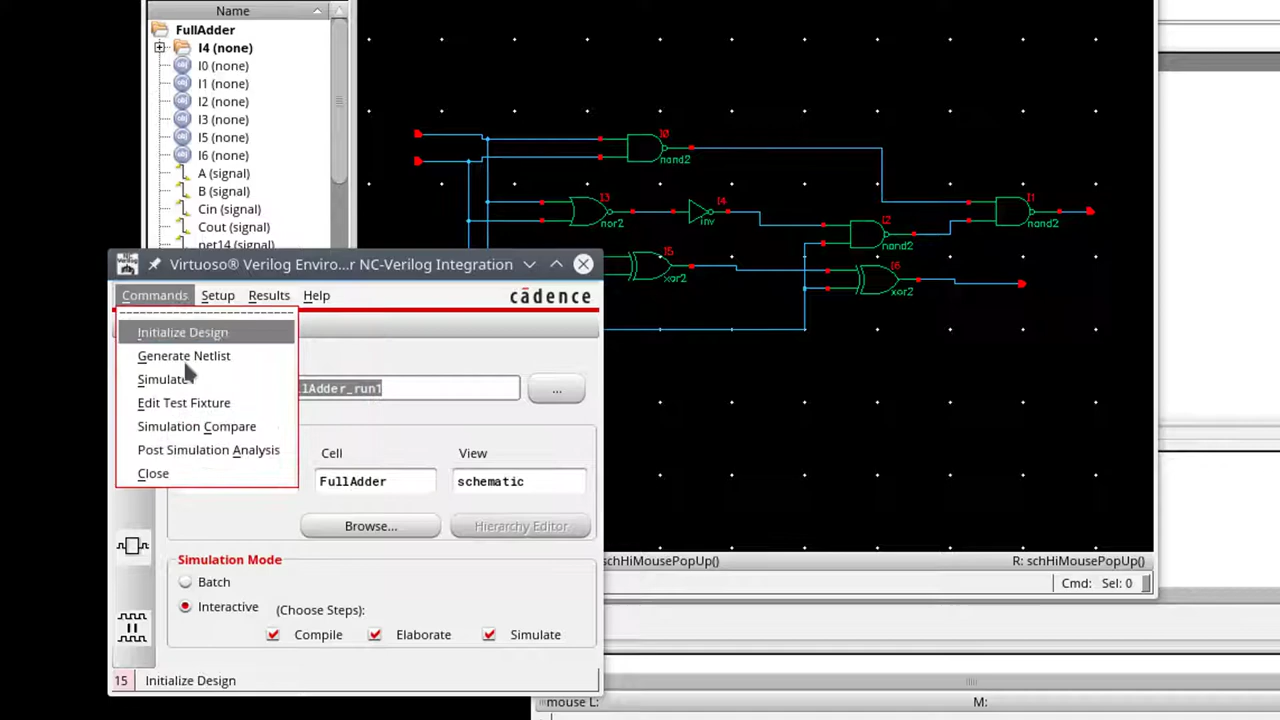 Name
FullAdder
I4 (none)
I0 (none)
I1 (none)
I2 (none)
I3 (none)
I5 (none)
I6 (none)
A (signal)
B (signal)
Cin (signal)
Cout (signal)
net14 (signal)
I0
nand2
I3
nor2
I4
inv
I2
nand2
I1
nand2
I5
xor2
I6
xor2
Virtuoso® Verilog Enviro...r NC-Verilog Integration
Commands Setup Results Help
cādence
Initialize Design
Generate Netlist
Simulate
Edit Test Fixture
Simulation Compare
Post Simulation Analysis
Close
lAdder_run1
...
Cell View
FullAdder schematic
Browse... Hierarchy Editor
Simulation Mode
Batch
Interactive (Choose Steps):
Compile Elaborate Simulate
15 Initialize Design
schHiMousePopUp() R: schHiMousePopUp()
Cmd: Sel: 0
mouse L: M: